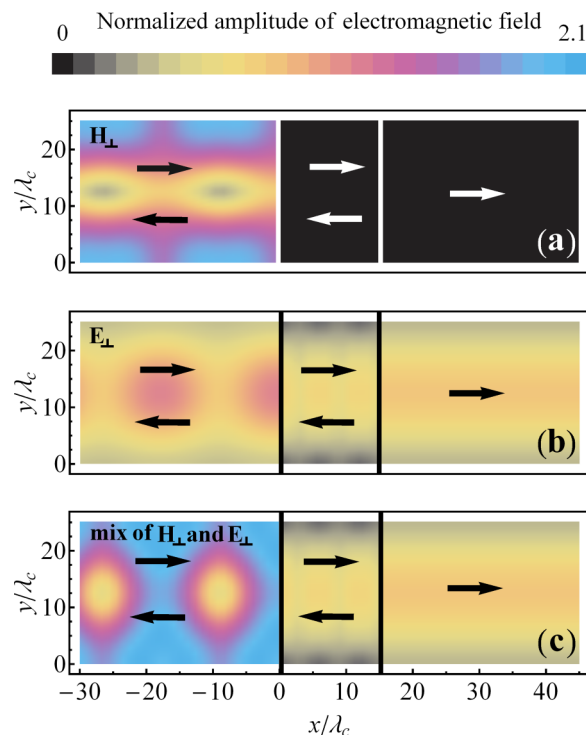 Normalized amplitude of electromagnetic field
0 2.1
H⊥
20
10
0
y/λc
(a)
E⊥
20
10
0
y/λc
(b)
mix of H⊥ and E⊥
20
10
0
y/λc
(c)
−30 −20 −10 0 10 20 30 40
x/λc